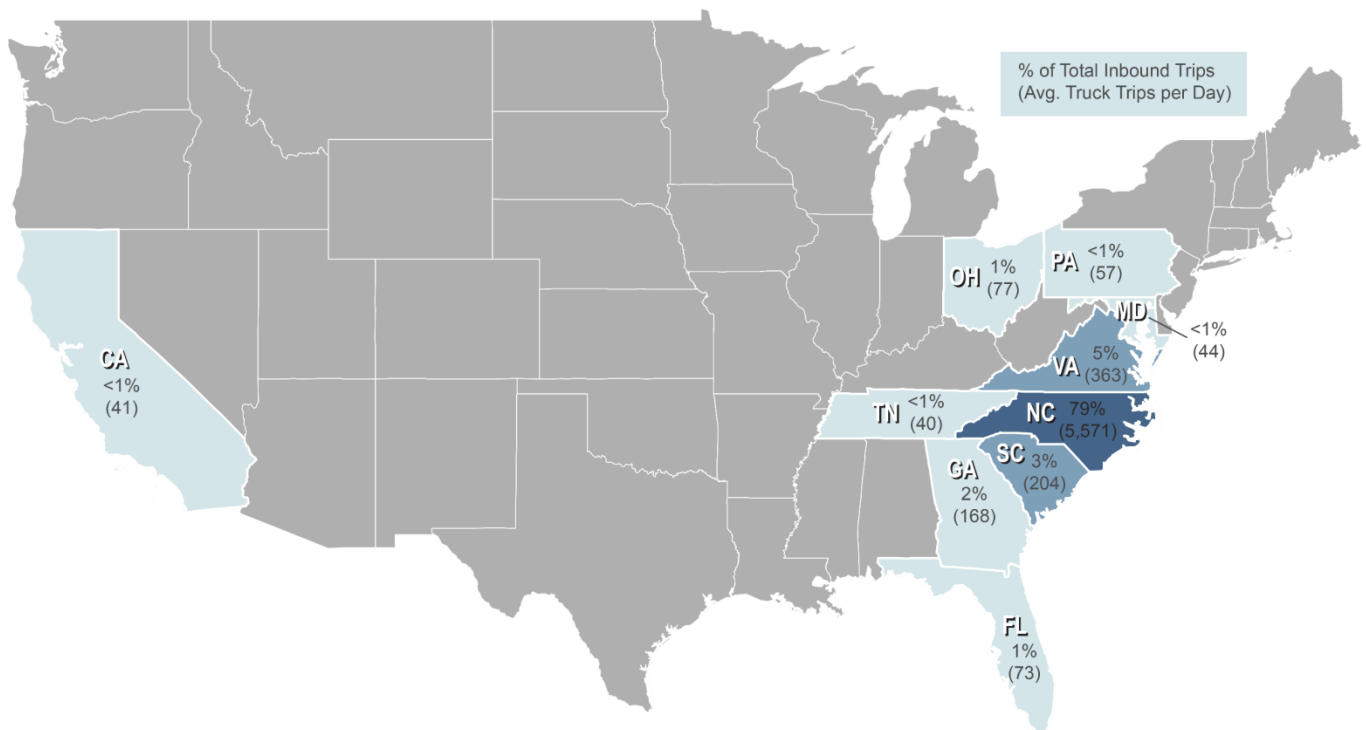 % of Total Inbound Trips
(Avg. Truck Trips per Day)
OH 1%
(77)
PA <1%
(57)
MD
<1%
(44)
VA 5%
(363)
CA
<1%
(41)
TN <1%
(40)
NC 79%
(5,571)
SC 3%
(204)
GA
2%
(168)
FL
1%
(73)